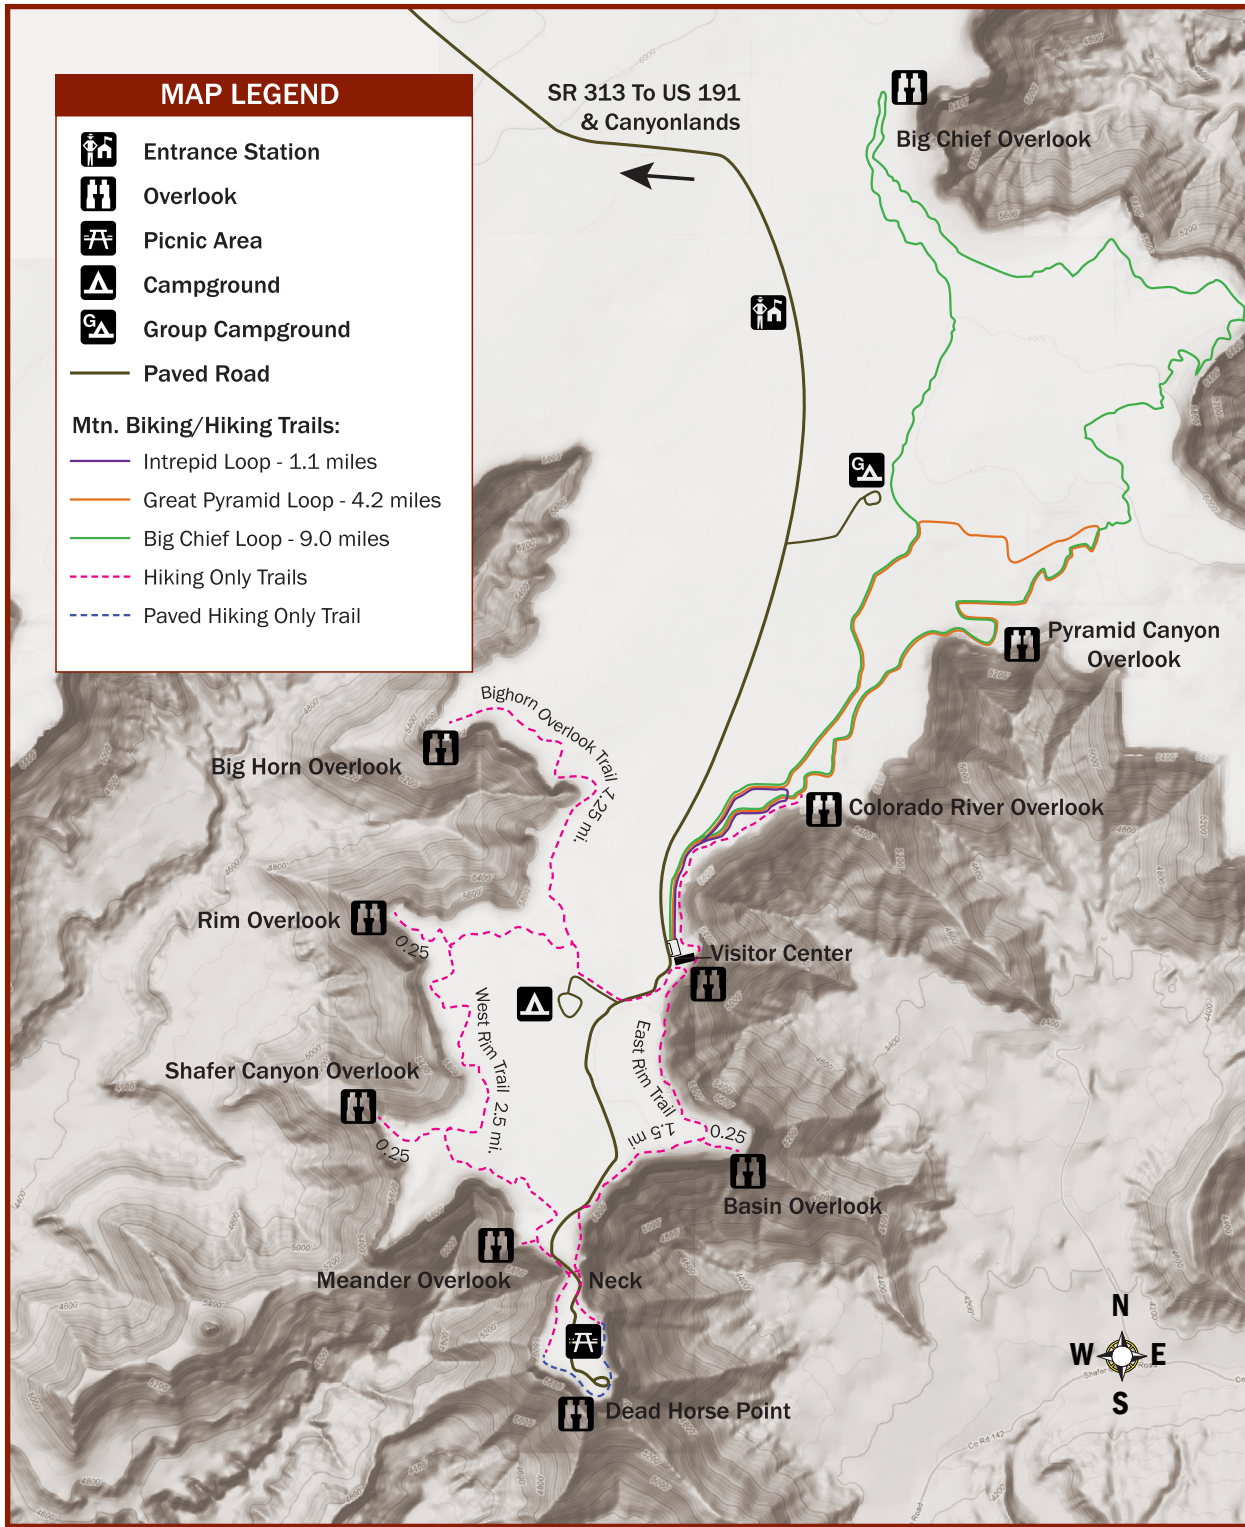 MAP LEGEND
Entrance Station
Overlook
Picnic Area
Campground
G
Group Campground
Paved Road
Mtn. Biking/Hiking Trails:
Intrepid Loop - 1.1 miles
Great Pyramid Loop - 4.2 miles
Big Chief Loop - 9.0 miles
Hiking Only Trails
Paved Hiking Only Trail
SR 313 To US 191
& Canyonlands
Big Chief Overlook
G
Pyramid Canyon
Overlook
Bighorn Overlook Trail 1.25 mi.
Big Horn Overlook
Colorado River Overlook
Rim Overlook
0.25
Visitor Center
West Rim Trail 2.5 mi.
East Rim Trail
1.5 mi
Shafer Canyon Overlook
0.25
0.25
Basin Overlook
Meander Overlook
Neck
Dead Horse Point
N
W E
S
Co Rd 142
Road